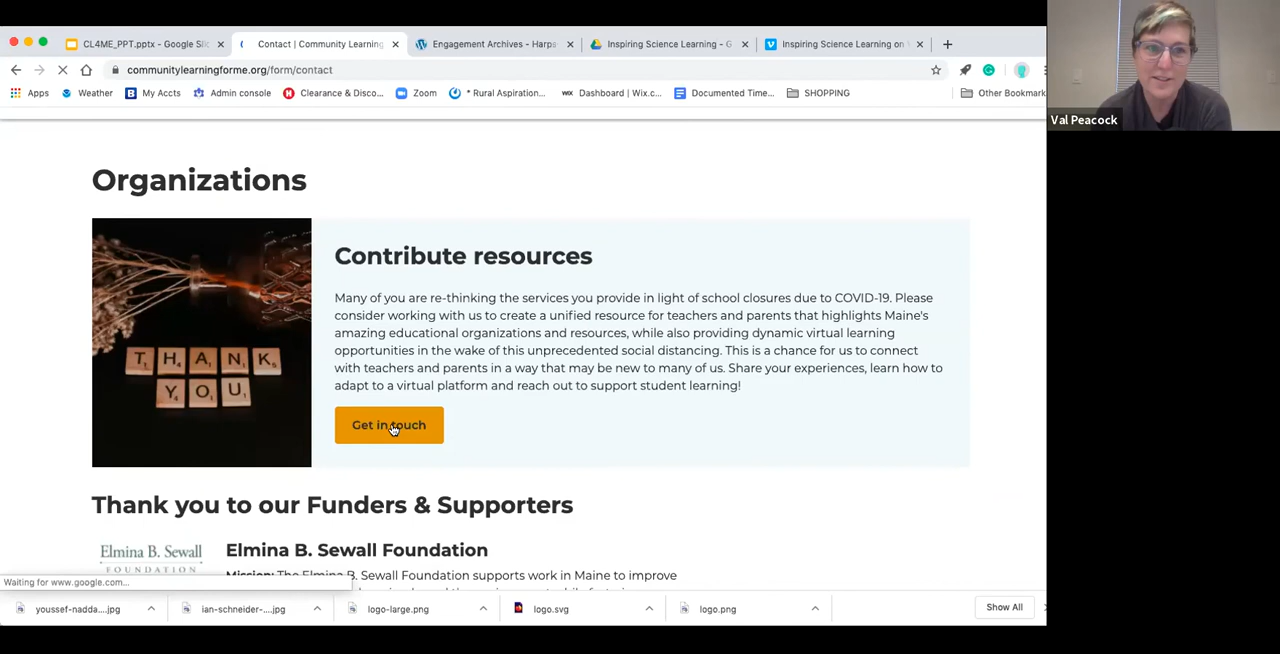 CL4ME_PPT.pptx - Google Slic
Contact | Community Learning
Engagement Archives - Harps
Inspiring Science Learning - G
Inspiring Science Learning on
communitylearningforme.org/form/contact
Apps
Weather
My Accts
Admin console
Clearance & Disco...
Zoom
* Rural Aspiration...
WIX Dashboard | Wix.c...
Documented Time...
SHOPPING
Other Bookmark
Val Peacock
Organizations
THANK
YOU
Contribute resources
Many of you are re-thinking the services you provide in light of school closures due to COVID-19. Please
consider working with us to create a unified resource for teachers and parents that highlights Maine's
amazing educational organizations and resources, while also providing dynamic virtual learning
opportunities in the wake of this unprecedented social distancing. This is a chance for us to connect
with teachers and parents in a way that may be new to many of us. Share your experiences, learn how to
adapt to a virtual platform and reach out to support student learning!
Get in touch
Thank you to our Funders & Supporters
Elmina B. Sewall
FOUNDATION
Elmina B. Sewall Foundation
Mission: The Elmina B. Sewall Foundation supports work in Maine to improve
Waiting for www.google.com...
youssef-nadda....jpg
ian-schneider-....jpg
logo-large.png
logo.svg
logo.png
Show All